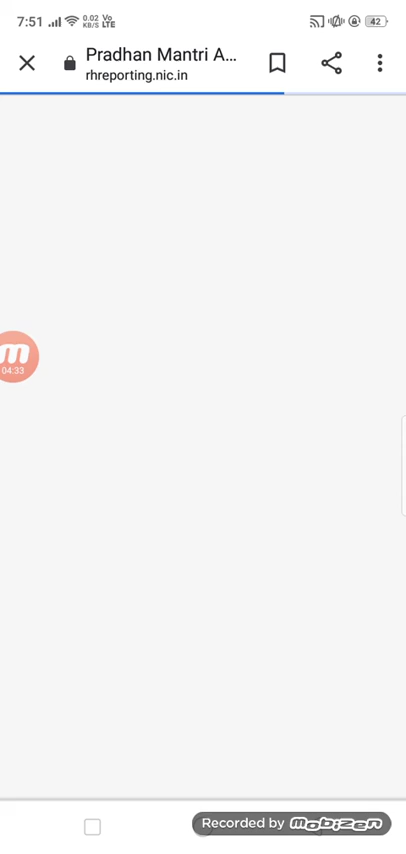 7:51 0.02 KB/S Vo LTE 42
Pradhan Mantri A...
rhreporting.nic.in
m
04:33
Recorded by mobizen